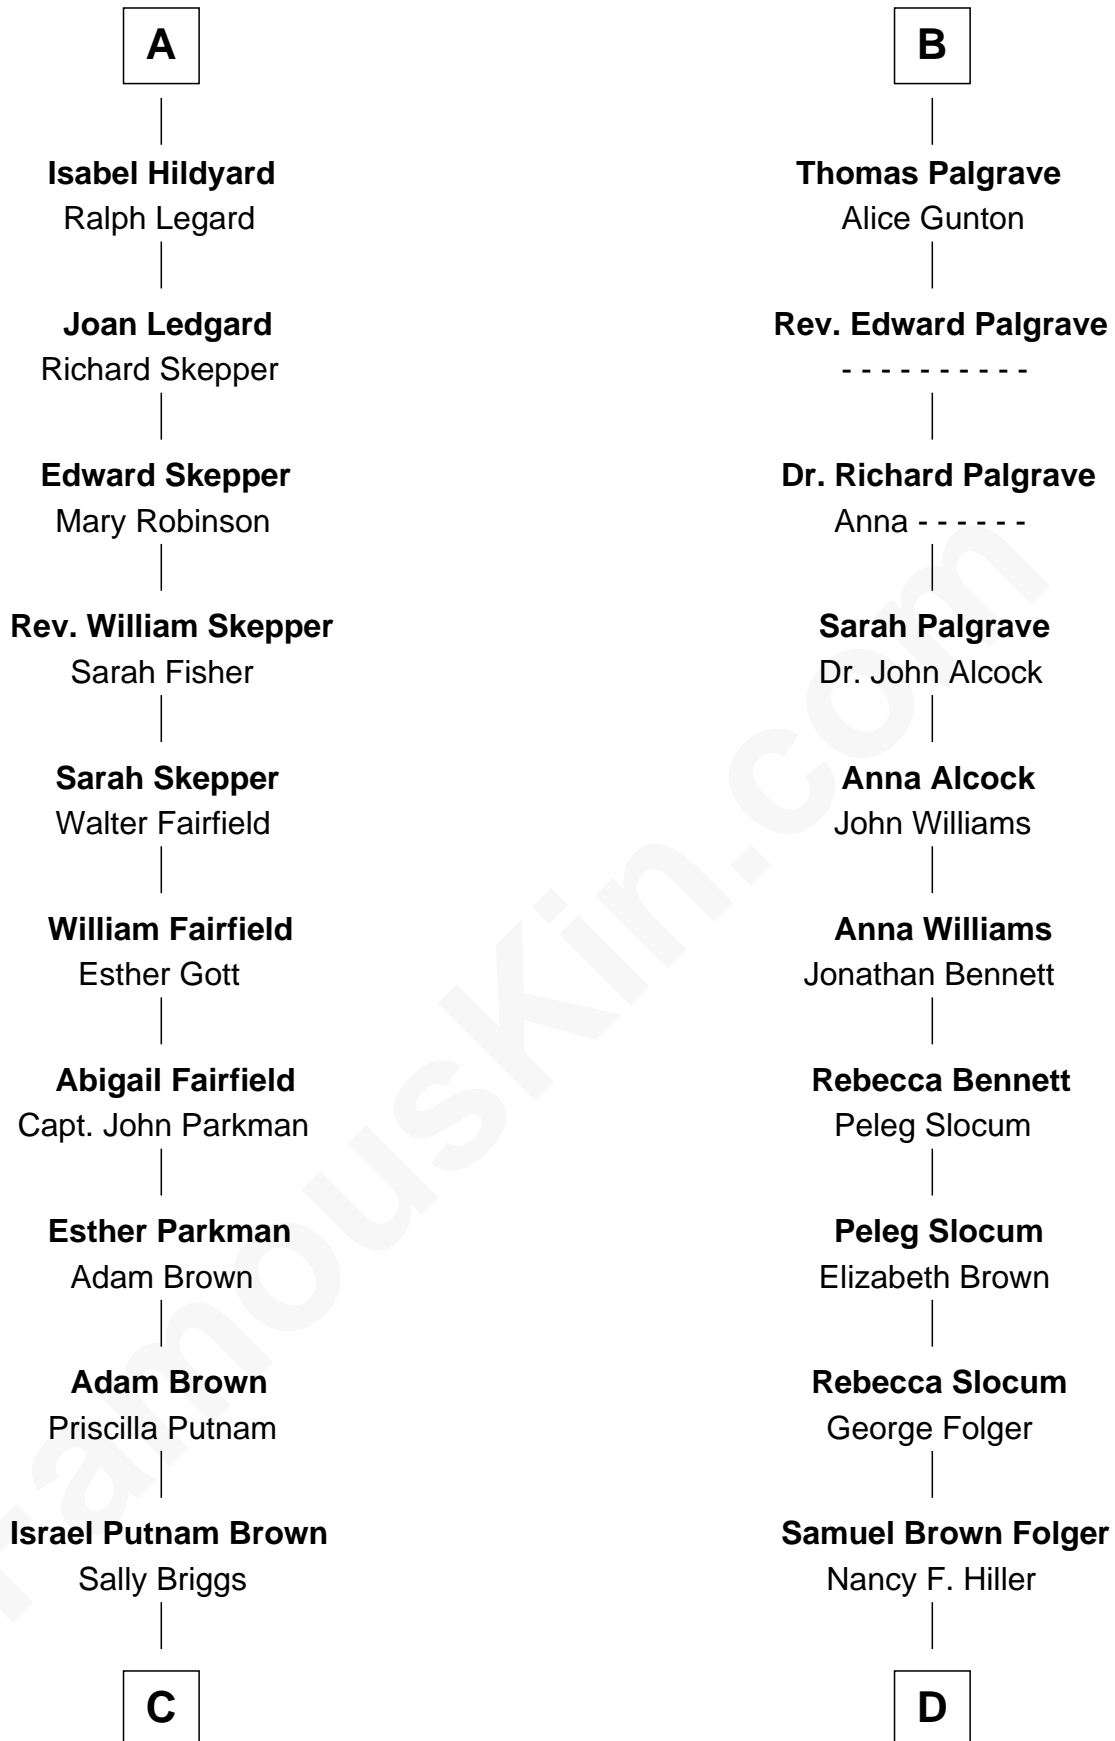 A
Isabel Hildyard
Ralph Legard
Joan Ledgard
Richard Skepper
Edward Skepper
Mary Robinson
Rev. William Skepper
Sarah Fisher
Sarah Skepper
Walter Fairfield
William Fairfield
Esther Gott
Abigail Fairfield
Capt. John Parkman
Esther Parkman
Adam Brown
Adam Brown
Priscilla Putnam
Israel Putnam Brown
Sally Briggs
C
B
Thomas Palgrave
Alice Gunton
Rev. Edward Palgrave
- - - - - - - - - -
Dr. Richard Palgrave
Anna - - - - - -
Sarah Palgrave
Dr. John Alcock
Anna Alcock
John Williams
Anna Williams
Jonathan Bennett
Rebecca Bennett
Peleg Slocum
Peleg Slocum
Elizabeth Brown
Rebecca Slocum
George Folger
Samuel Brown Folger
Nancy F. Hiller
D
FamousKin.com